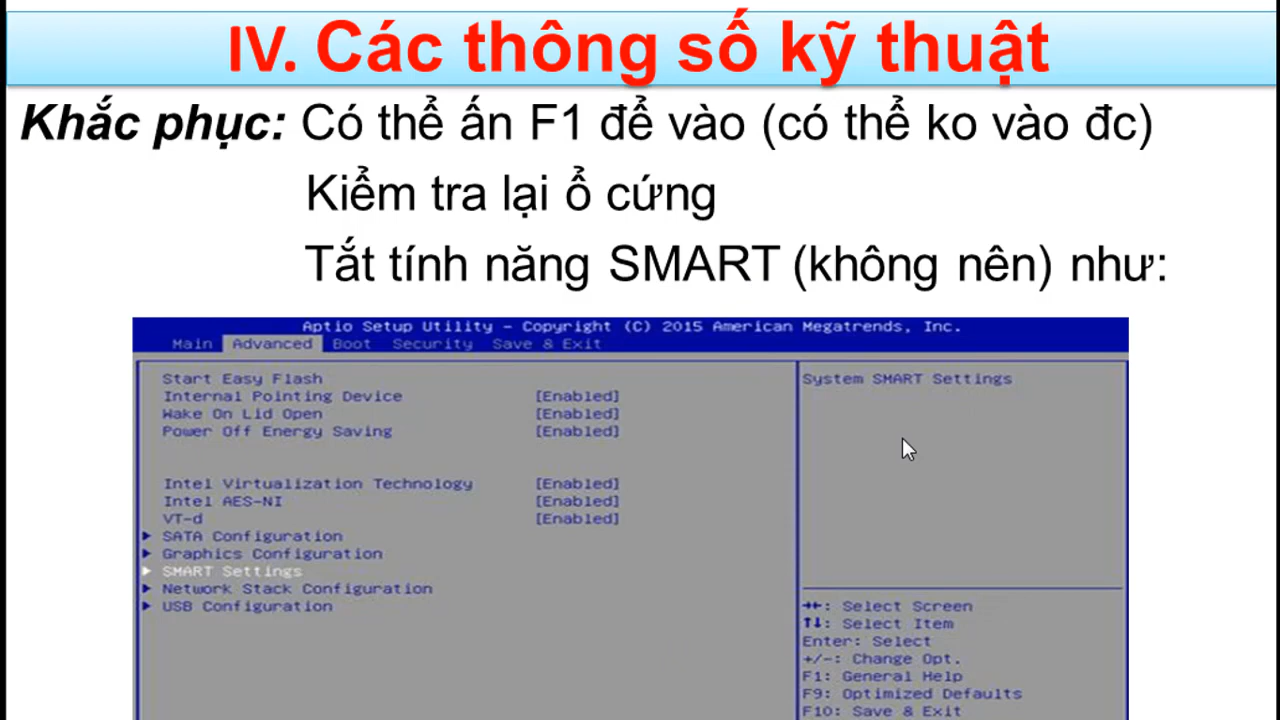 IV. Các thông số kỹ thuật
Khắc phục: Có thể ấn F1 để vào (có thể ko vào đc)
Kiểm tra lại ổ cứng
Tắt tính năng SMART (không nên) như:
Aptio Setup Utility - Copyright (C) 2015 American Megatrends, Inc.
Main Advanced Boot Security Save & Exit
Start Easy Flash
Internal Pointing Device [Enabled]
Wake On Lid Open [Enabled]
Power Off Energy Saving [Enabled]
Intel Virtualization Technology [Enabled]
Intel AES-NI [Enabled]
VT-d [Enabled]
SATA Configuration
Graphics Configuration
SMART Settings
Network Stack Configuration
USB Configuration
System SMART Settings
→←: Select Screen
↑↓: Select Item
Enter: Select
+/-: Change Opt.
F1: General Help
F9: Optimized Defaults
F10: Save & Exit